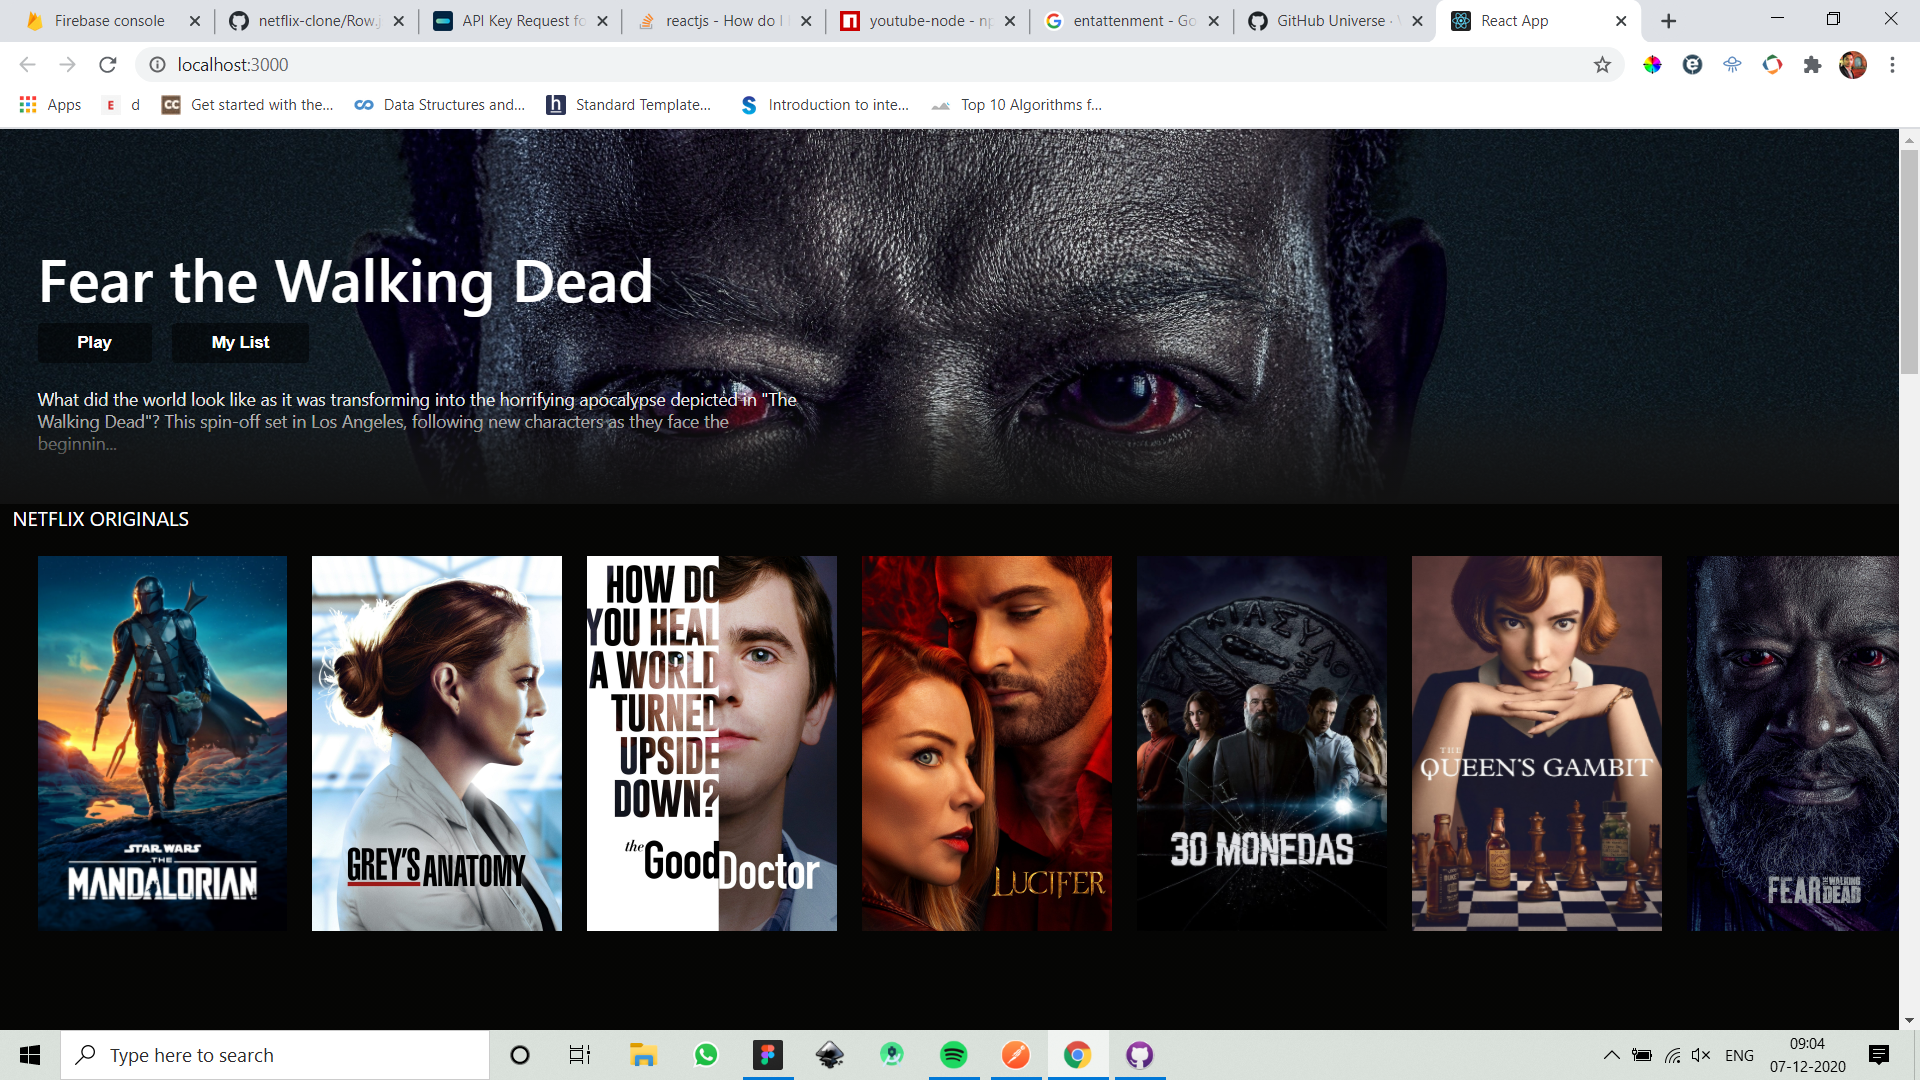 Firebase console
netflix-clone/Row.j
API Key Request fo
reactjs - How do I
youtube-node - np
entattenment - Go
GitHub Universe ·
React App
localhost:3000
Apps
E d
CC Get started with the...
Data Structures and...
h Standard Template...
S Introduction to inte...
Top 10 Algorithms f...
Fear the Walking Dead
Play
My List
What did the world look like as it was transforming into the horrifying apocalypse depicted in "The
Walking Dead"? This spin-off set in Los Angeles, following new characters as they face the
beginnin...
NETFLIX ORIGINALS
STAR WARS
THE
MANDALORIAN
GREY'S ANATOMY
HOW DO
YOU HEAL
A WORLD
TURNED
UPSIDE
DOWN?
the Good Doctor
LUCIFER
ΚΙΑΣΥΛΟ
30 MONEDAS
THE
QUEEN'S GAMBIT
FEAR THE WALKING DEAD
Type here to search
ENG
09:04
07-12-2020